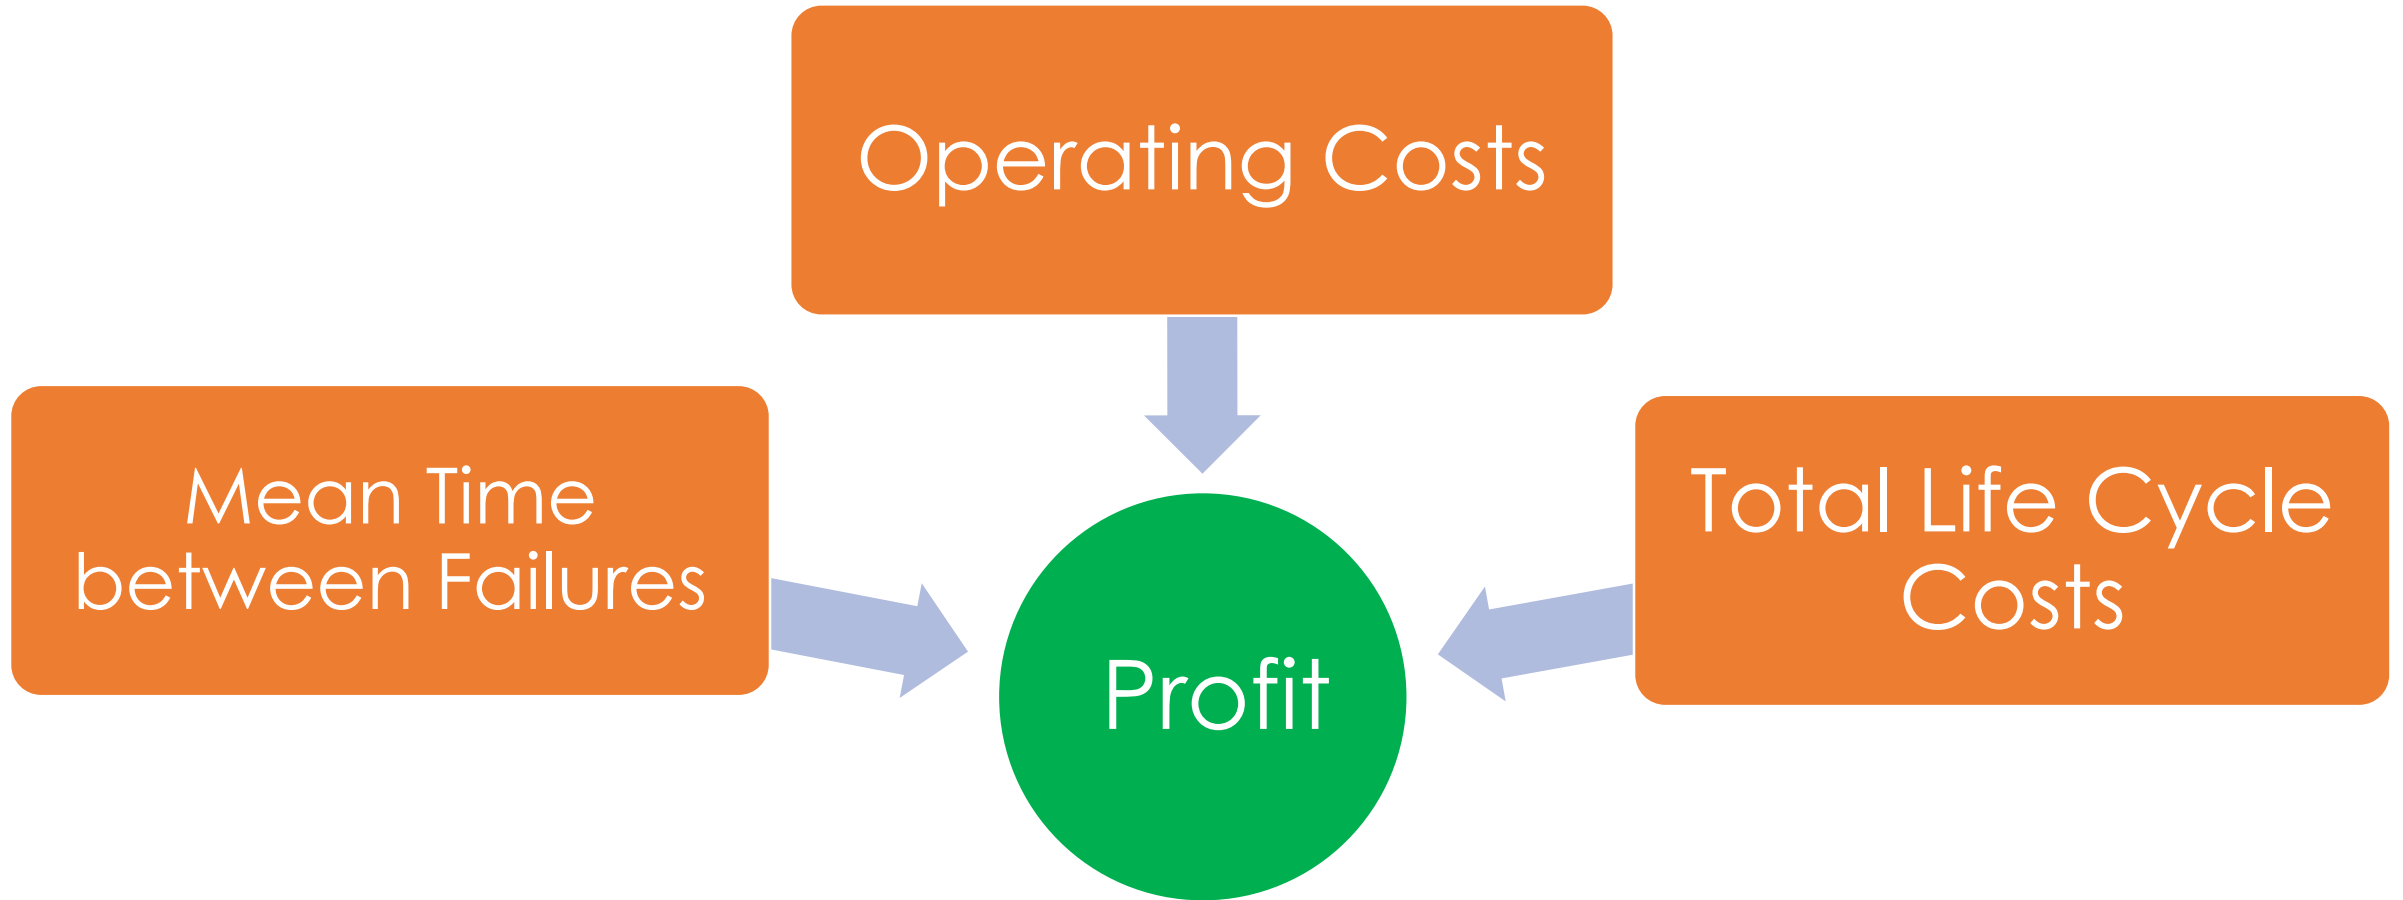 Operating Costs
Mean Time
between Failures
Total Life Cycle
Costs
Profit